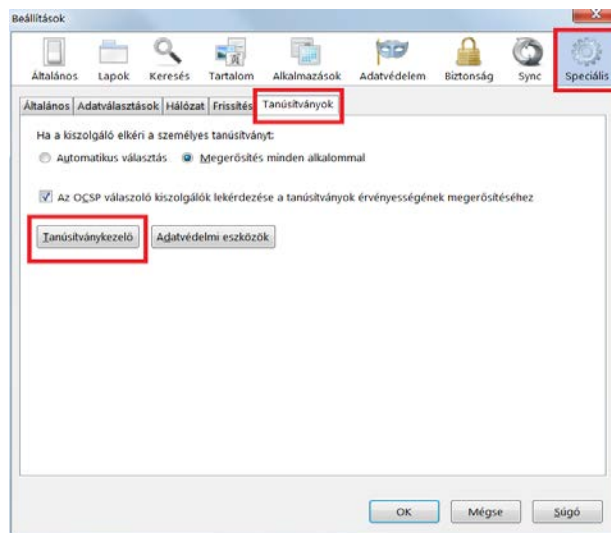 Beállítások
Általános Lapok Keresés Tartalom Alkalmazások Adatvédelem Biztonság Sync Speciális
Általános Adatválasztások Hálózat Frissítés Tanúsítványok
Ha a kiszolgáló elkéri a személyes tanúsítványt:
Automatikus választás Megerősítés minden alkalommal
Az OCSP válaszoló kiszolgálók lekérdezése a tanúsítványok érvényességének megerősítéséhez
Tanúsítványkezelő Adatvédelmi eszközök
OK Mégse Súgó